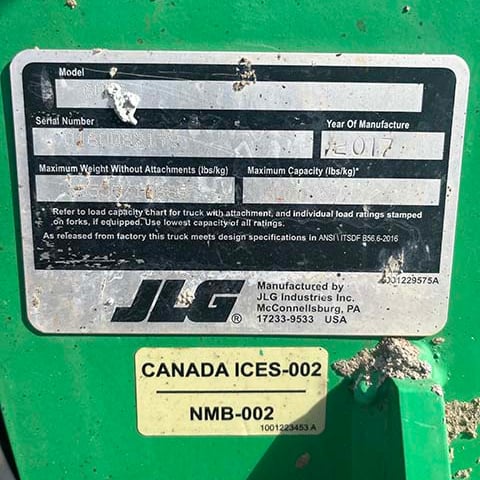 Model
Serial Number
Year Of Manufacture
2017
Maximum Weight Without Attachments (lbs/kg)
Maximum Capacity (lbs/kg)*
Refer to load capacity chart for truck with attachment, and individual load ratings stamped
on forks, if equipped. Use lowest capacity of all ratings.
As released from factory this truck meets design specifications in ANSI \ ITSDF B56.6-2016
1001229575A
JLG®
Manufactured by
JLG Industries Inc.
McConnellsburg, PA
17233-9533 USA
CANADA ICES-002
NMB-002
1001223453 A